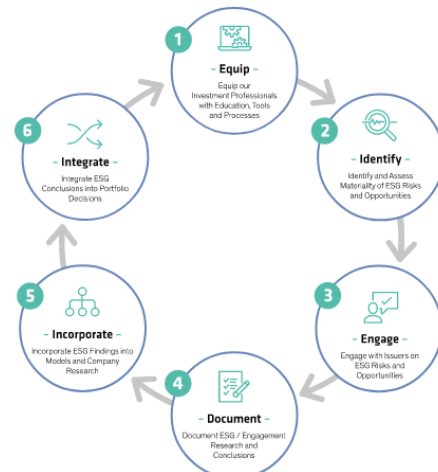 1
– Equip –
Equip our
Investment Professionals
with Education, Tools
and Processes
2
– Identify –
Identify and Assess
Materiality of ESG Risks
and Opportunities
3
– Engage –
Engage with Issuers on
ESG Risks and
Opportunities
4
– Document –
Document ESG / Engagement
Research and
Conclusions
5
– Incorporate –
Incorporate ESG Findings into
Models and Company
Research
6
– Integrate –
Integrate ESG
Conclusions into Portfolio
Decisions